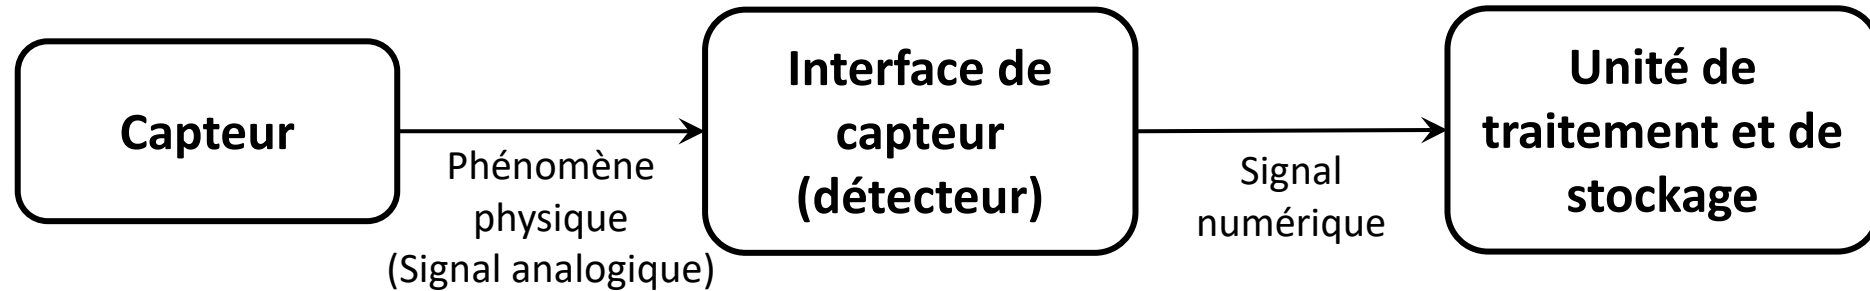 Capteur
Phénomène
physique
(Signal analogique)
Interface de
capteur
(détecteur)
Signal
numérique
Unité de
traitement et de
stockage